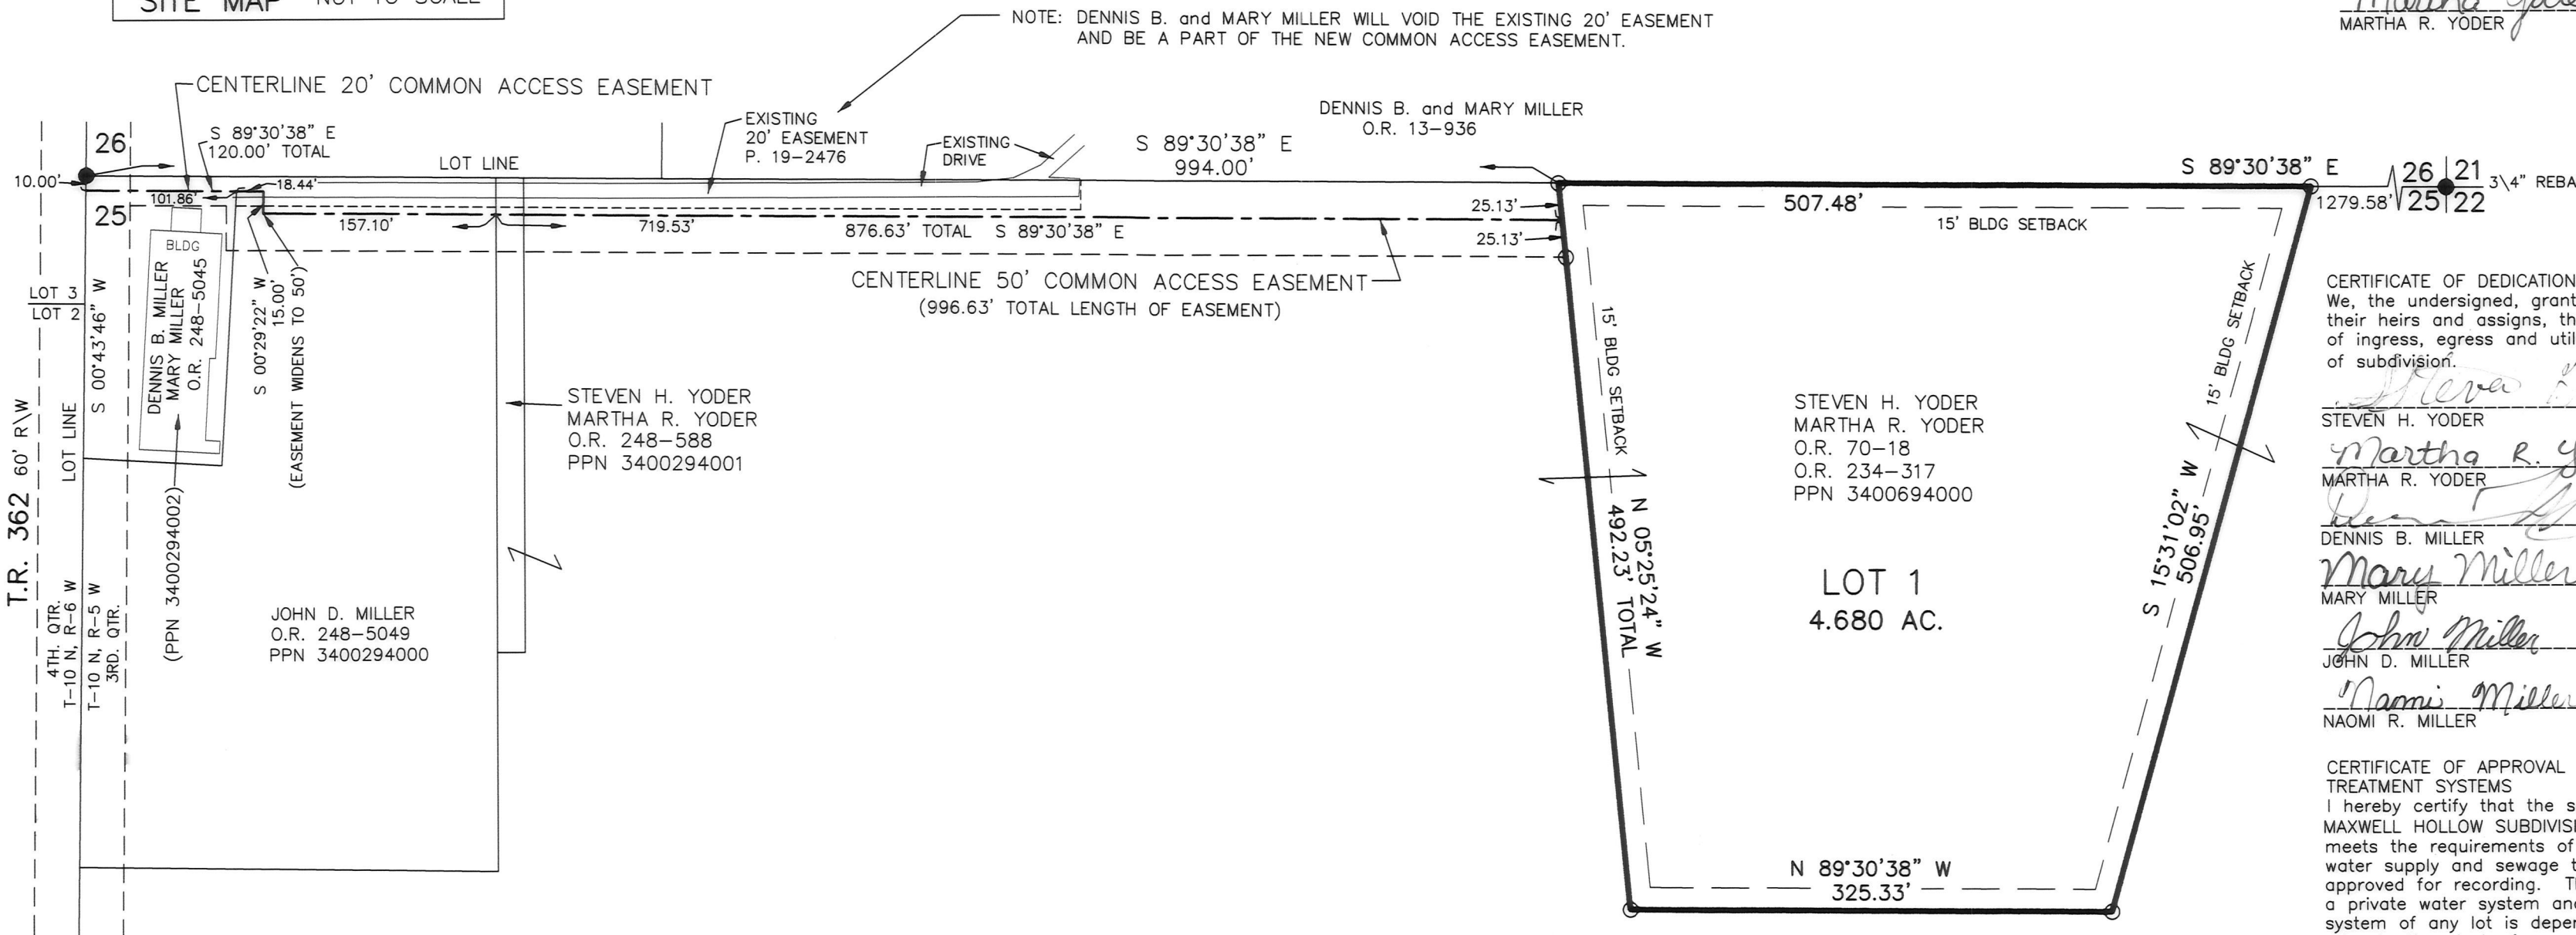 SITE MAP NOT TO SCALE
NOTE: DENNIS B. and MARY MILLER WILL VOID THE EXISTING 20' EASEMENT
AND BE A PART OF THE NEW COMMON ACCESS EASEMENT.
MARTHA R. YODER
CENTERLINE 20' COMMON ACCESS EASEMENT
26
S 89°30'38" E
120.00' TOTAL
LOT LINE
EXISTING
20' EASEMENT
P. 19-2476
EXISTING
DRIVE
S 89°30'38" E
994.00'
DENNIS B. and MARY MILLER
O.R. 13-936
S 89°30'38" E
26 21
25 22
3\4" REBA
1279.58'
10.00'
18.44'
101.86'
25
157.10'
719.53'
876.63' TOTAL S 89°30'38" E
25.13'
25.13'
507.48'
15' BLDG SETBACK
CENTERLINE 50' COMMON ACCESS EASEMENT
(996.63' TOTAL LENGTH OF EASEMENT)
BLDG
DENNIS B. MILLER
MARY MILLER
O.R. 248-5045
(PPN 3400294002)
S 00°29'22" W
15.00'
(EASEMENT WIDENS TO 50')
LOT 3
LOT 2
S 00°43'46" W
LOT LINE
T.R. 362 60' R\W
4TH. QTR.
T-10 N, R-6 W
T-10 N, R-5 W
3RD. QTR.
STEVEN H. YODER
MARTHA R. YODER
O.R. 248-588
PPN 3400294001
JOHN D. MILLER
O.R. 248-5049
PPN 3400294000
15' BLDG SETBACK
N 05°25'24" W
492.23' TOTAL
STEVEN H. YODER
MARTHA R. YODER
O.R. 70-18
O.R. 234-317
PPN 3400694000
LOT 1
4.680 AC.
15' BLDG SETBACK
S 15°31'02" W
506.95'
N 89°30'38" W
325.33'
CERTIFICATE OF DEDICATION
We, the undersigned, grant
their heirs and assigns, th
of ingress, egress and util
of subdivision.
STEVEN H. YODER
Martha R. Y
MARTHA R. YODER
DENNIS B. MILLER
Mary Miller
MARY MILLER
John Miller
JOHN D. MILLER
Naomi Miller
NAOMI R. MILLER
CERTIFICATE OF APPROVAL
TREATMENT SYSTEMS
I hereby certify that the s
MAXWELL HOLLOW SUBDIVISI
meets the requirements of
water supply and sewage t
approved for recording. Th
a private water system and
system of any lot is depen